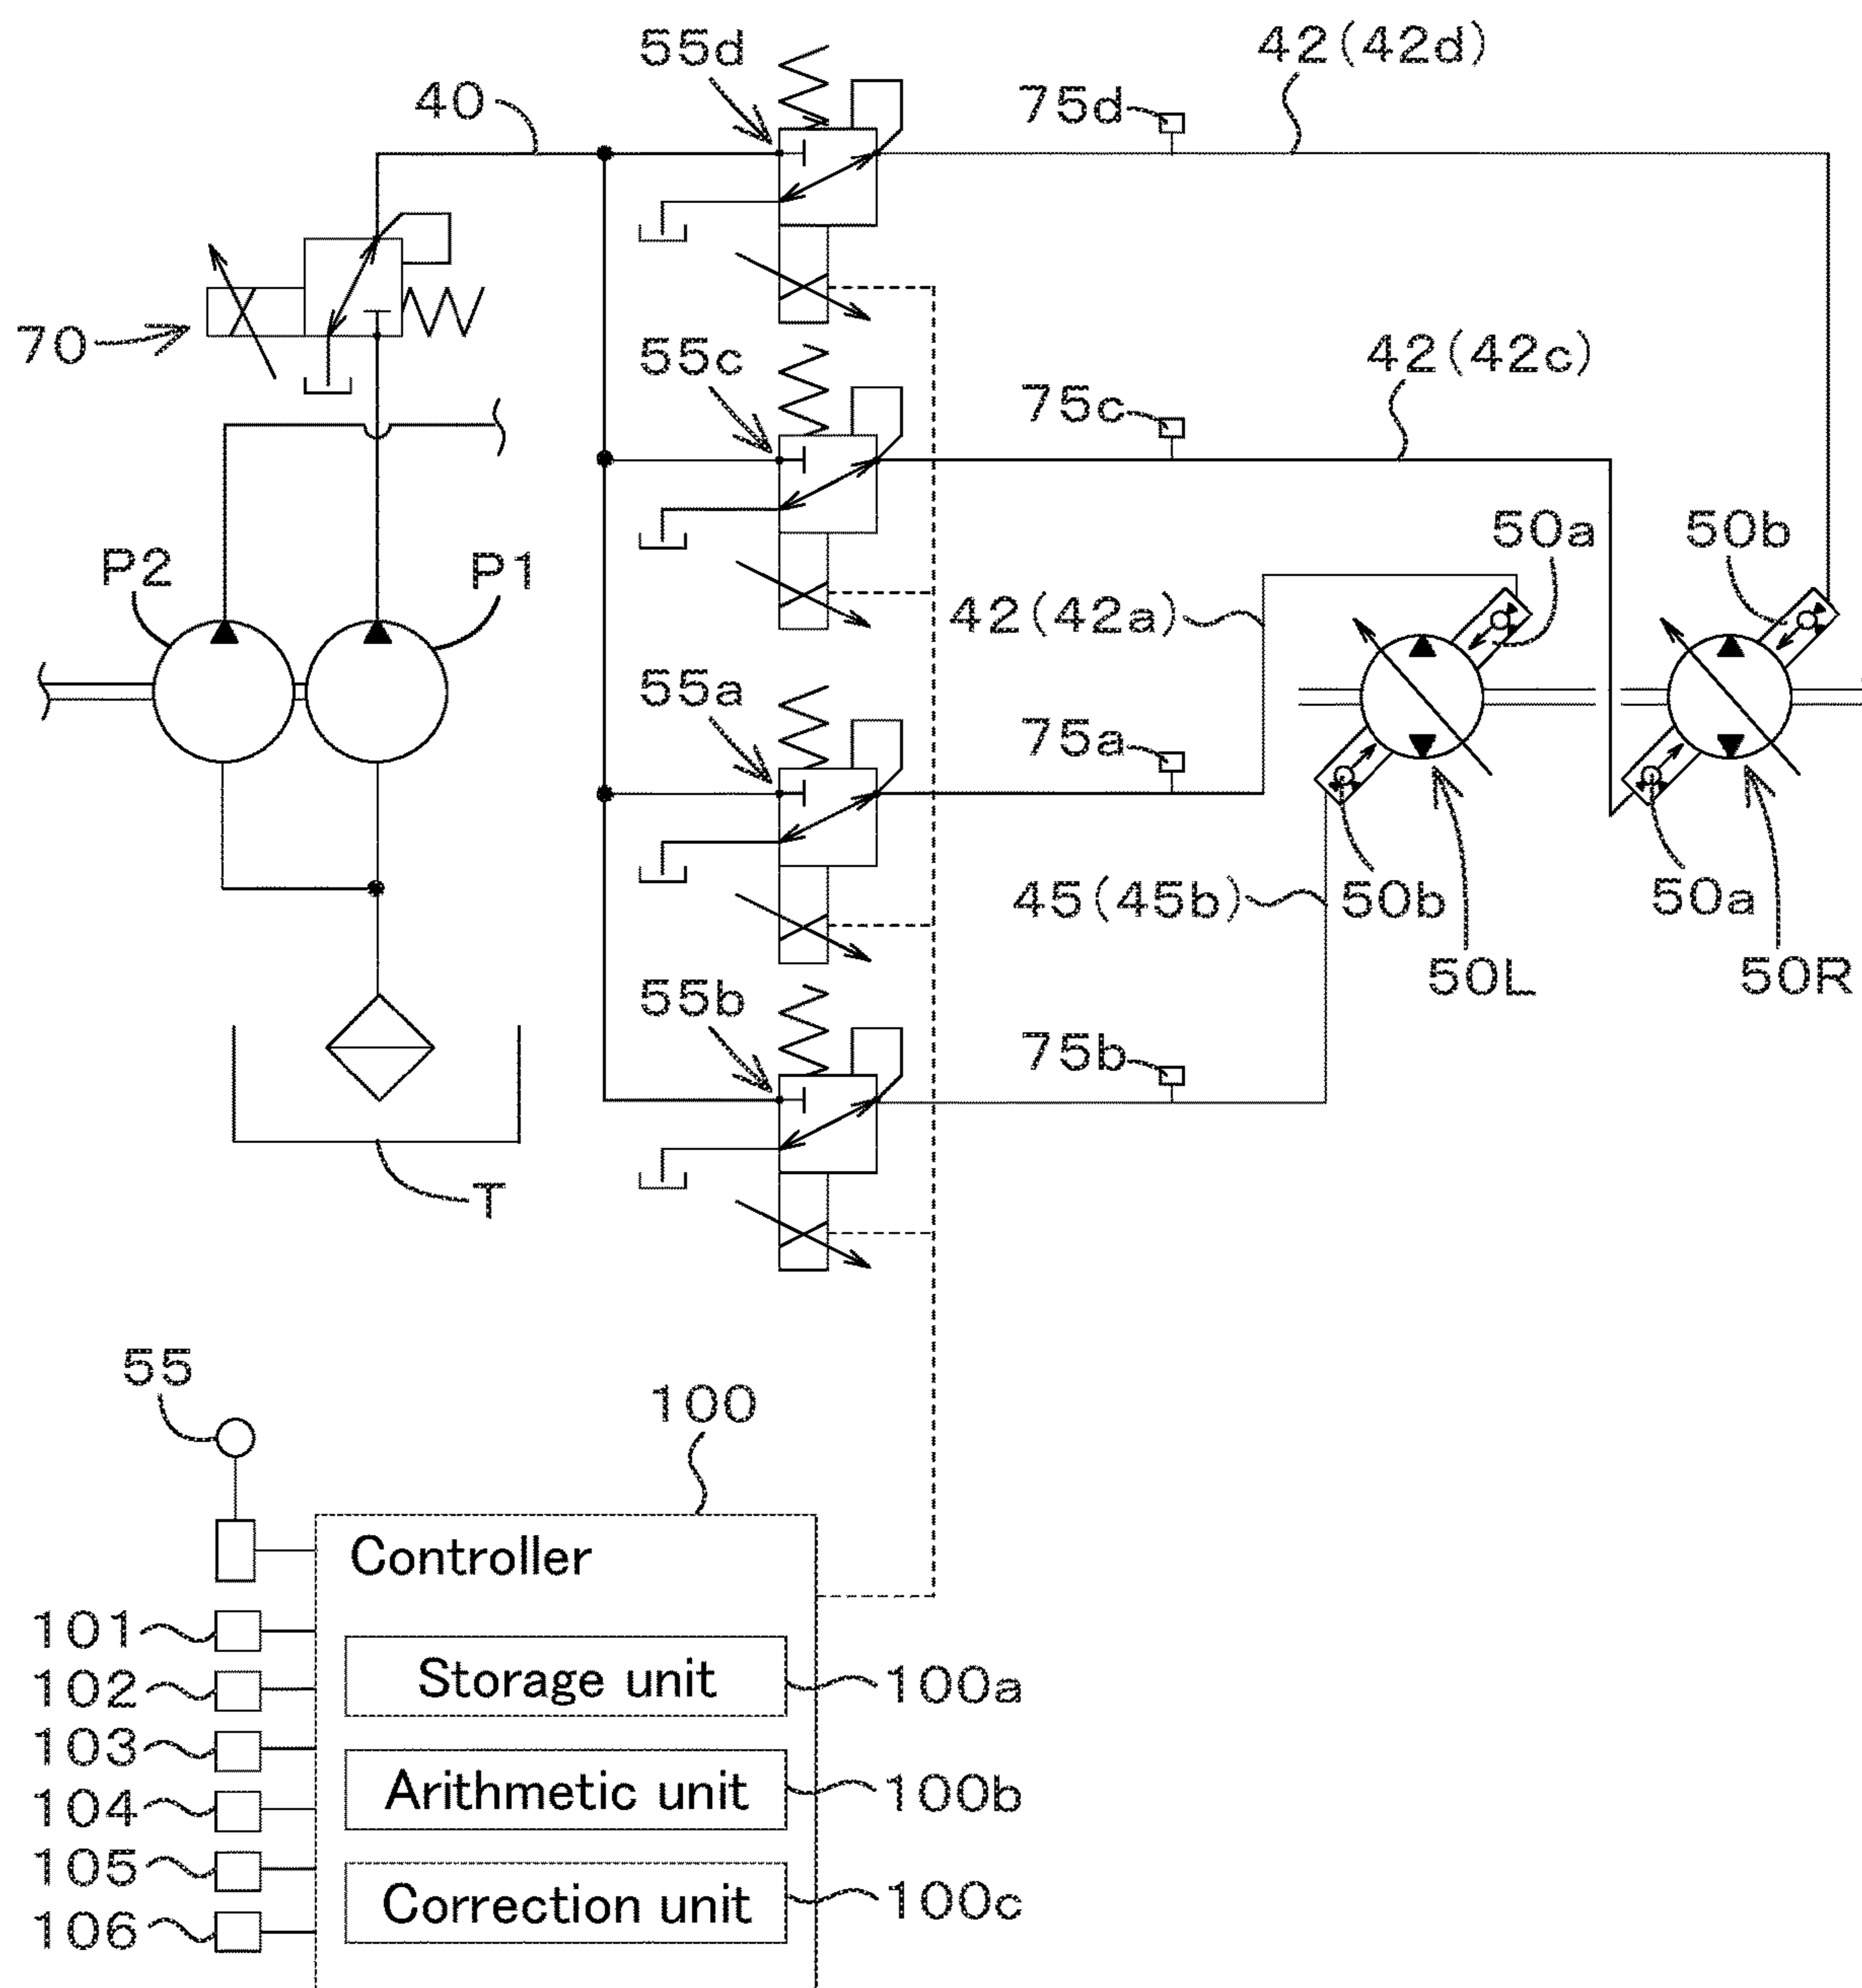 55d
42(42d)
40
75d
70
55c
42(42c)
75c
50a
50b
P2
P1
42(42a)
55a
75a
45(45b)
50b
50a
50L
50R
55b
75b
T
55
100
Controller
101
Storage unit
100a
102
103
Arithmetic unit
100b
104
105
Correction unit
100c
106